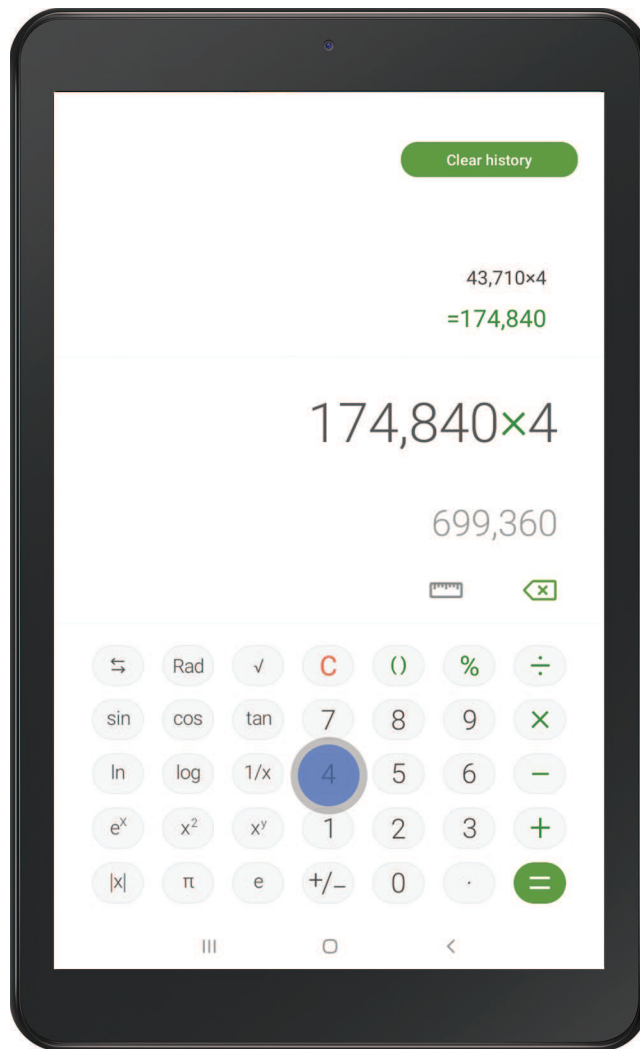 Clear history
43,710×4
=174,840
174,840×4
699,360
⇆ Rad √ C () % ÷
sin cos tan 7 8 9 ×
ln log 1/x 4 5 6 −
eˣ x² xʸ 1 2 3 +
|x| π e +/− 0 . =